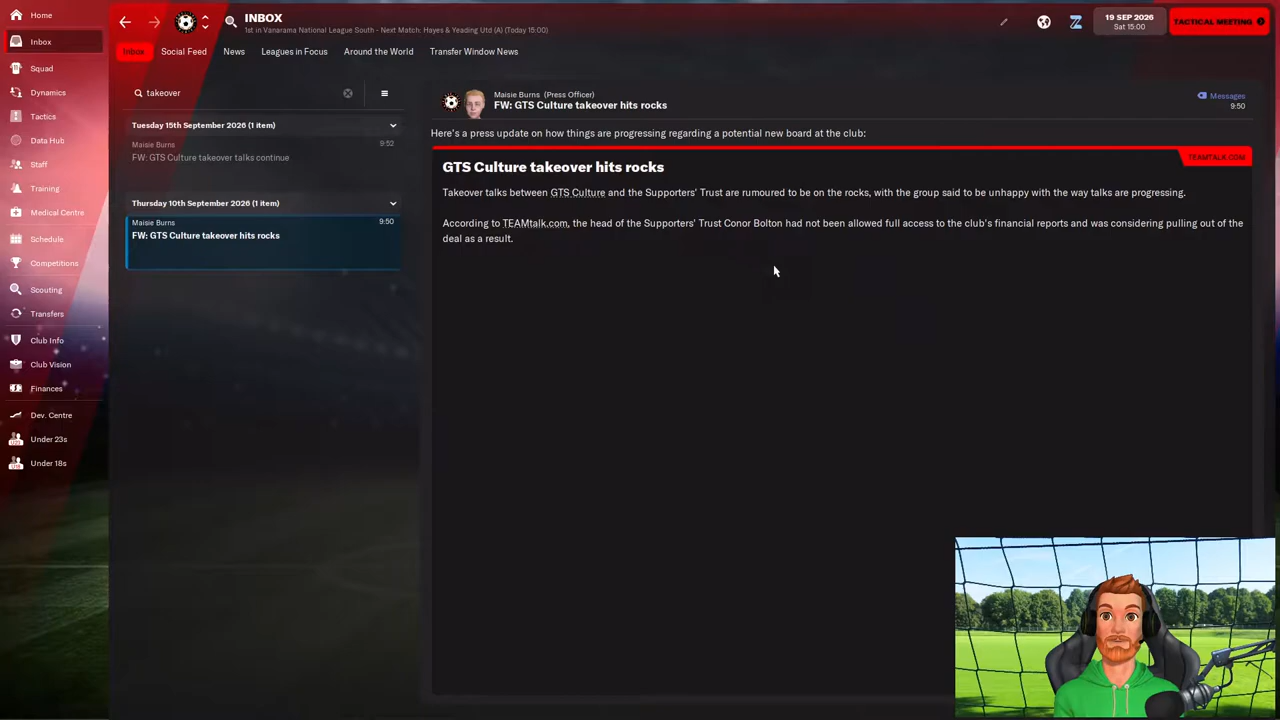 Home
Inbox
Squad
Dynamics
Tactics
Data Hub
Staff
Training
Medical Centre
Schedule
Competitions
Scouting
Transfers
Club Info
Club Vision
Finances
Dev. Centre
Under 23s
Under 18s
INBOX
1st in Vanarama National League South - Next Match: Hayes & Yeading Utd (A) (Today 15:00)
19 SEP 2026
Sat 15:00
TACTICAL MEETING
Inbox
Social Feed
News
Leagues in Focus
Around the World
Transfer Window News
takeover
Tuesday 15th September 2026 (1 item)
Maisie Burns
9:52
FW: GTS Culture takeover talks continue
Thursday 10th September 2026 (1 item)
Maisie Burns
9:50
FW: GTS Culture takeover hits rocks
Maisie Burns (Press Officer)
FW: GTS Culture takeover hits rocks
Messages
9:50
Here's a press update on how things are progressing regarding a potential new board at the club:
TEAMTALK.COM
GTS Culture takeover hits rocks
Takeover talks between GTS Culture and the Supporters' Trust are rumoured to be on the rocks, with the group said to be unhappy with the way talks are progressing.
According to TEAMtalk.com, the head of the Supporters' Trust Conor Bolton had not been allowed full access to the club's financial reports and was considering pulling out of the
deal as a result.